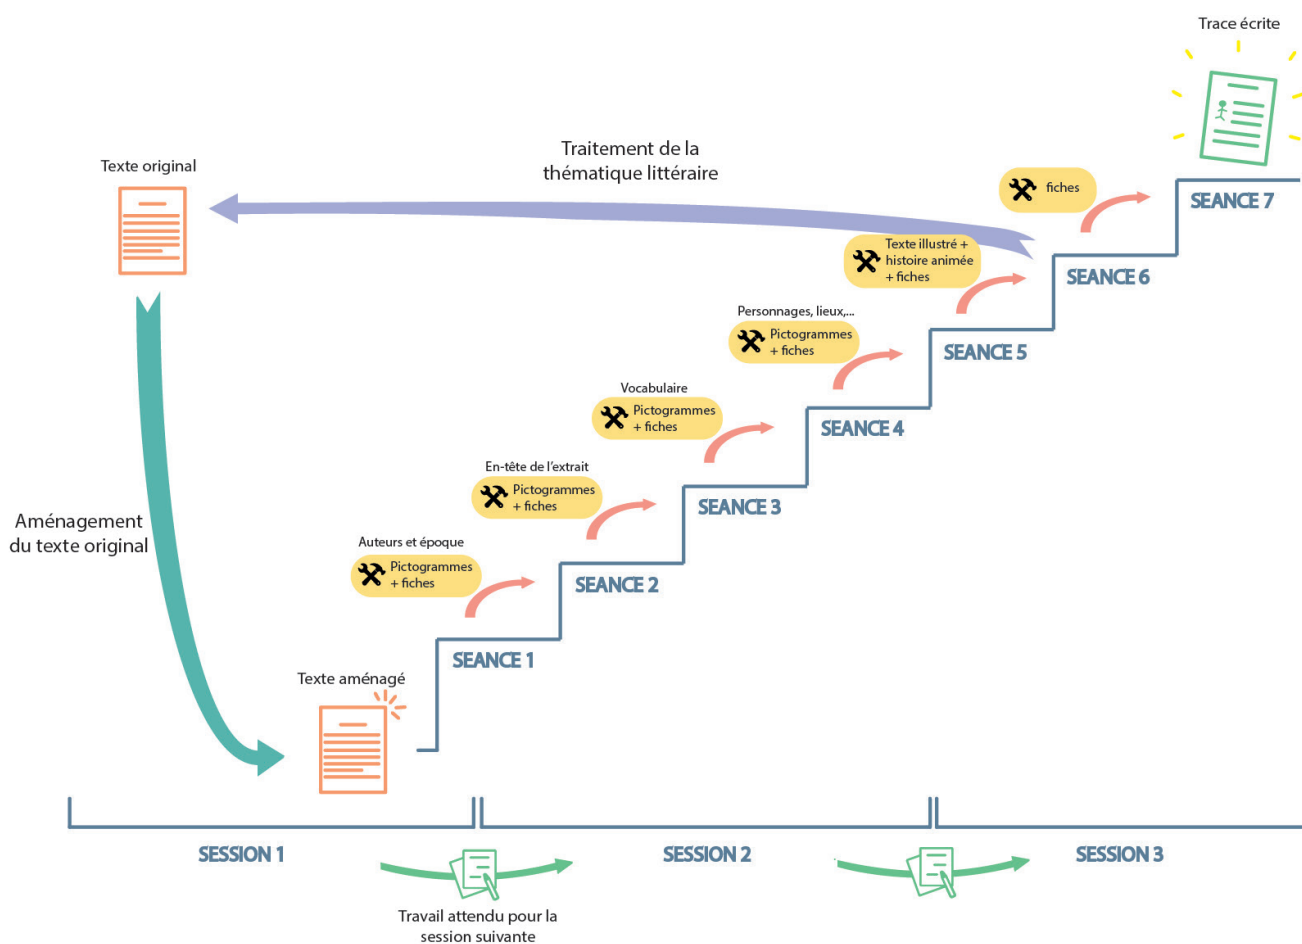 Trace écrite
Texte original
Traitement de la
thématique littéraire
fiches
SEANCE 7
Texte illustré +
histoire animée
+ fiches
SEANCE 6
Personnages, lieux,...
Pictogrammes
+ fiches
SEANCE 5
Vocabulaire
Pictogrammes
+ fiches
SEANCE 4
En-tête de l'extrait
Pictogrammes
+ fiches
SEANCE 3
Aménagement
du texte original
Auteurs et époque
Pictogrammes
+ fiches
SEANCE 2
SEANCE 1
Texte aménagé
SESSION 1
SESSION 2
SESSION 3
Travail attendu pour la
session suivante